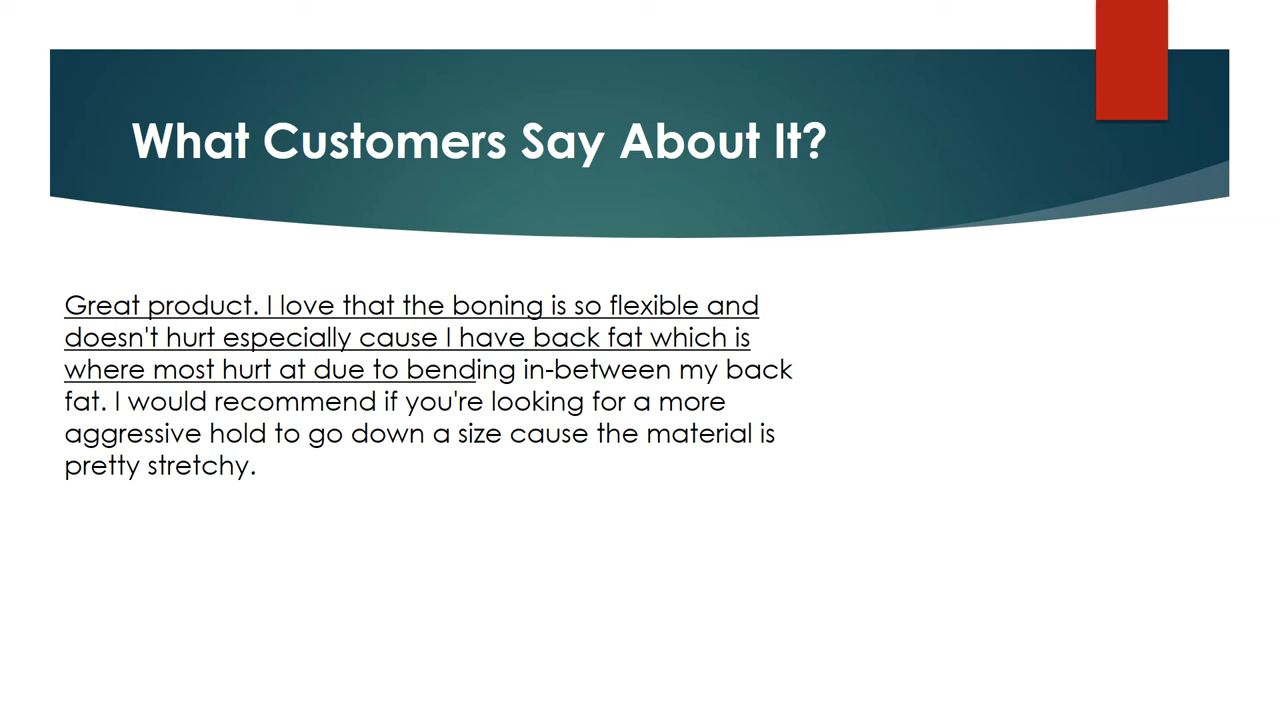 What Customers Say About It?
Great product. I love that the boning is so flexible and
doesn't hurt especially cause I have back fat which is
where most hurt at due to bending in-between my back
fat. I would recommend if you're looking for a more
aggressive hold to go down a size cause the material is
pretty stretchy.